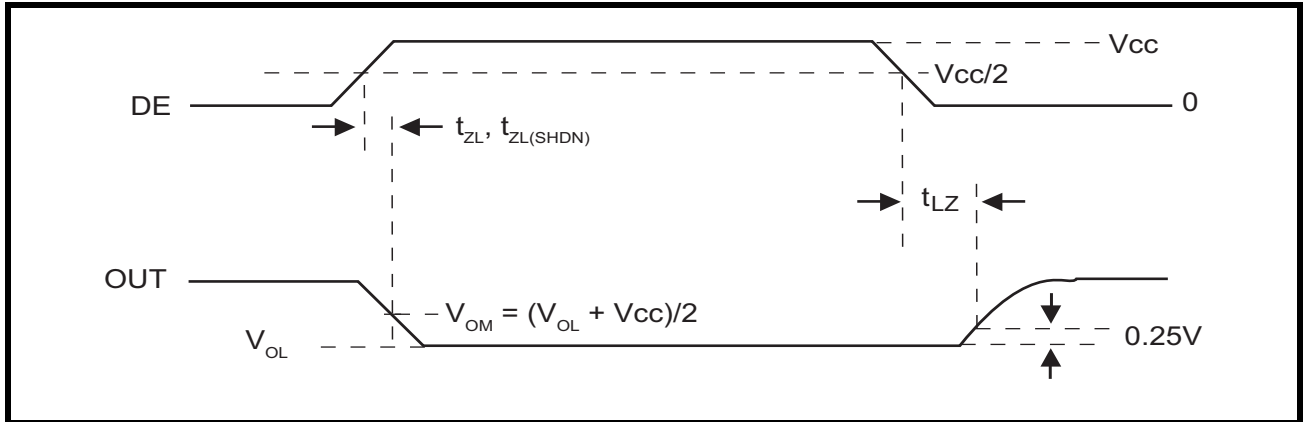 Vcc
Vcc/2
DE
0
tZL, tZL(SHDN)
tLZ
OUT
VOM = (VOL + Vcc)/2
VOL
0.25V